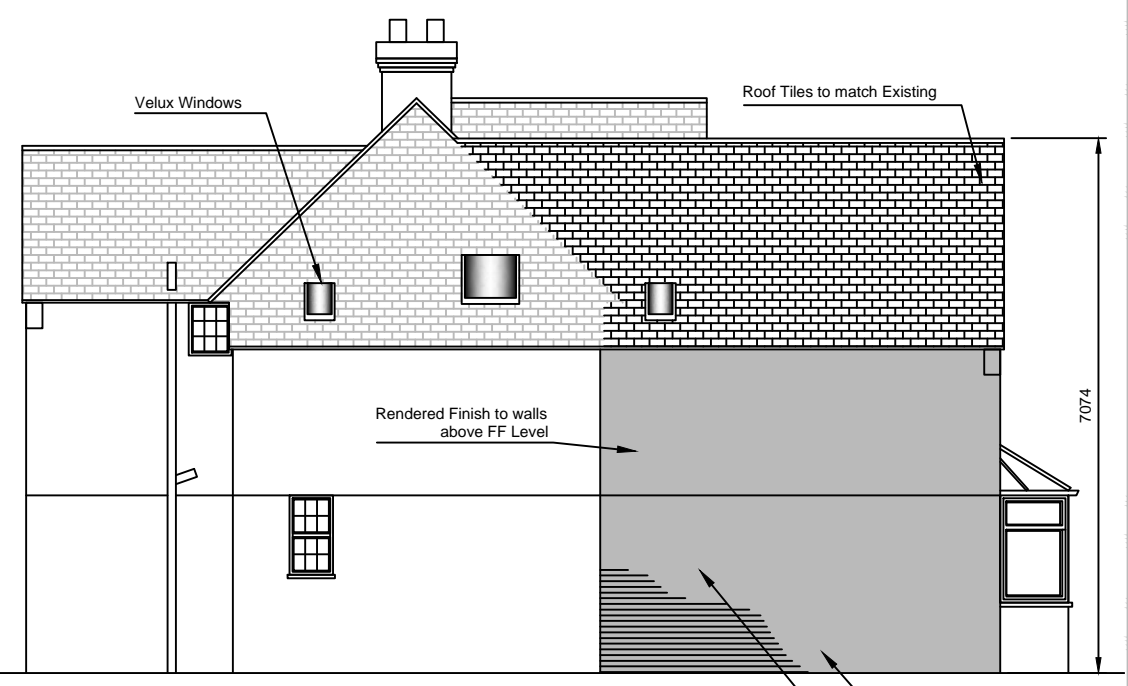 Velux Windows
Roof Tiles to match Existing
Rendered Finish to walls
above FF Level
7074